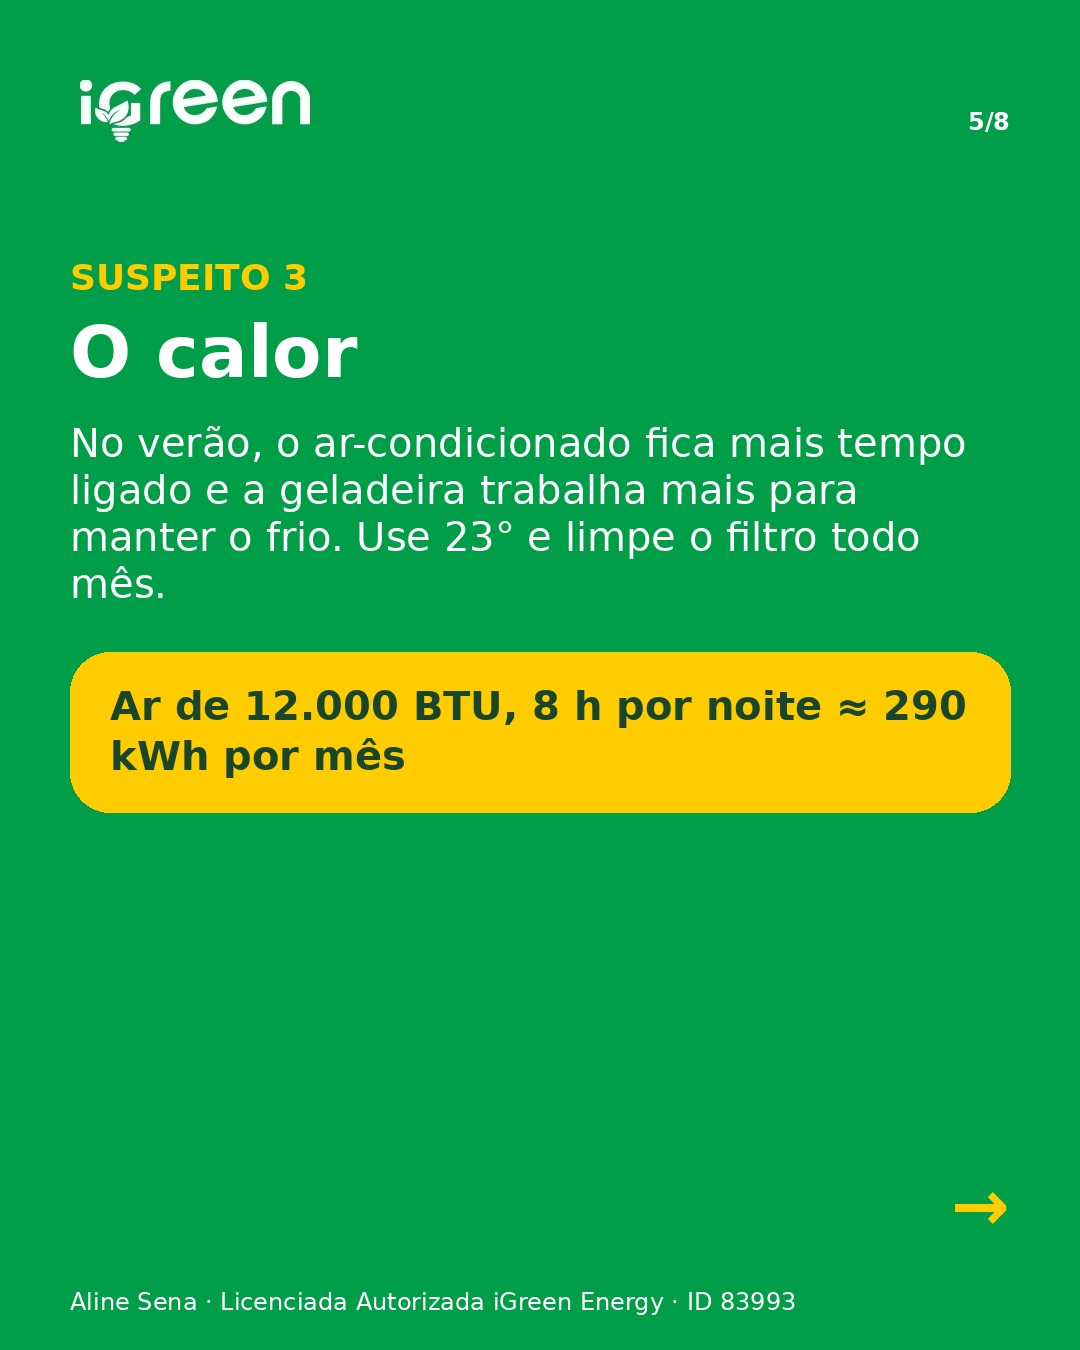 iGreen
5/8
SUSPEITO 3
O calor
No verão, o ar-condicionado fica mais tempo
ligado e a geladeira trabalha mais para
manter o frio. Use 23° e limpe o filtro todo
mês.
Ar de 12.000 BTU, 8 h por noite ≈ 290
kWh por mês
→
Aline Sena · Licenciada Autorizada iGreen Energy · ID 83993